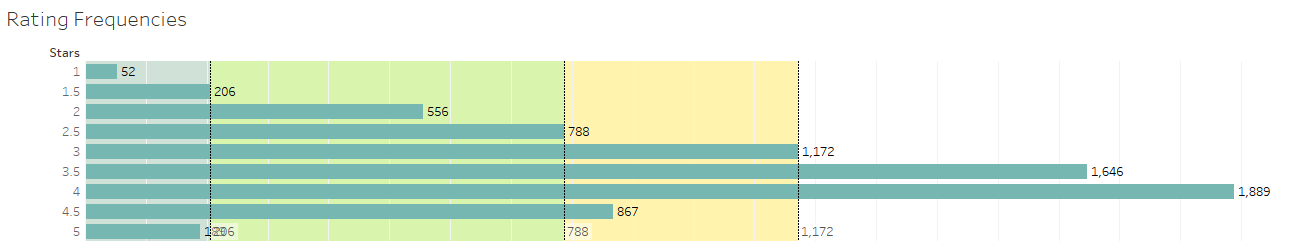 Rating Frequencies
Stars
1 52
1.5 206
2 556
2.5 788
3 1,172
3.5 1,646
4 1,889
4.5 867
5 206 788 1,172